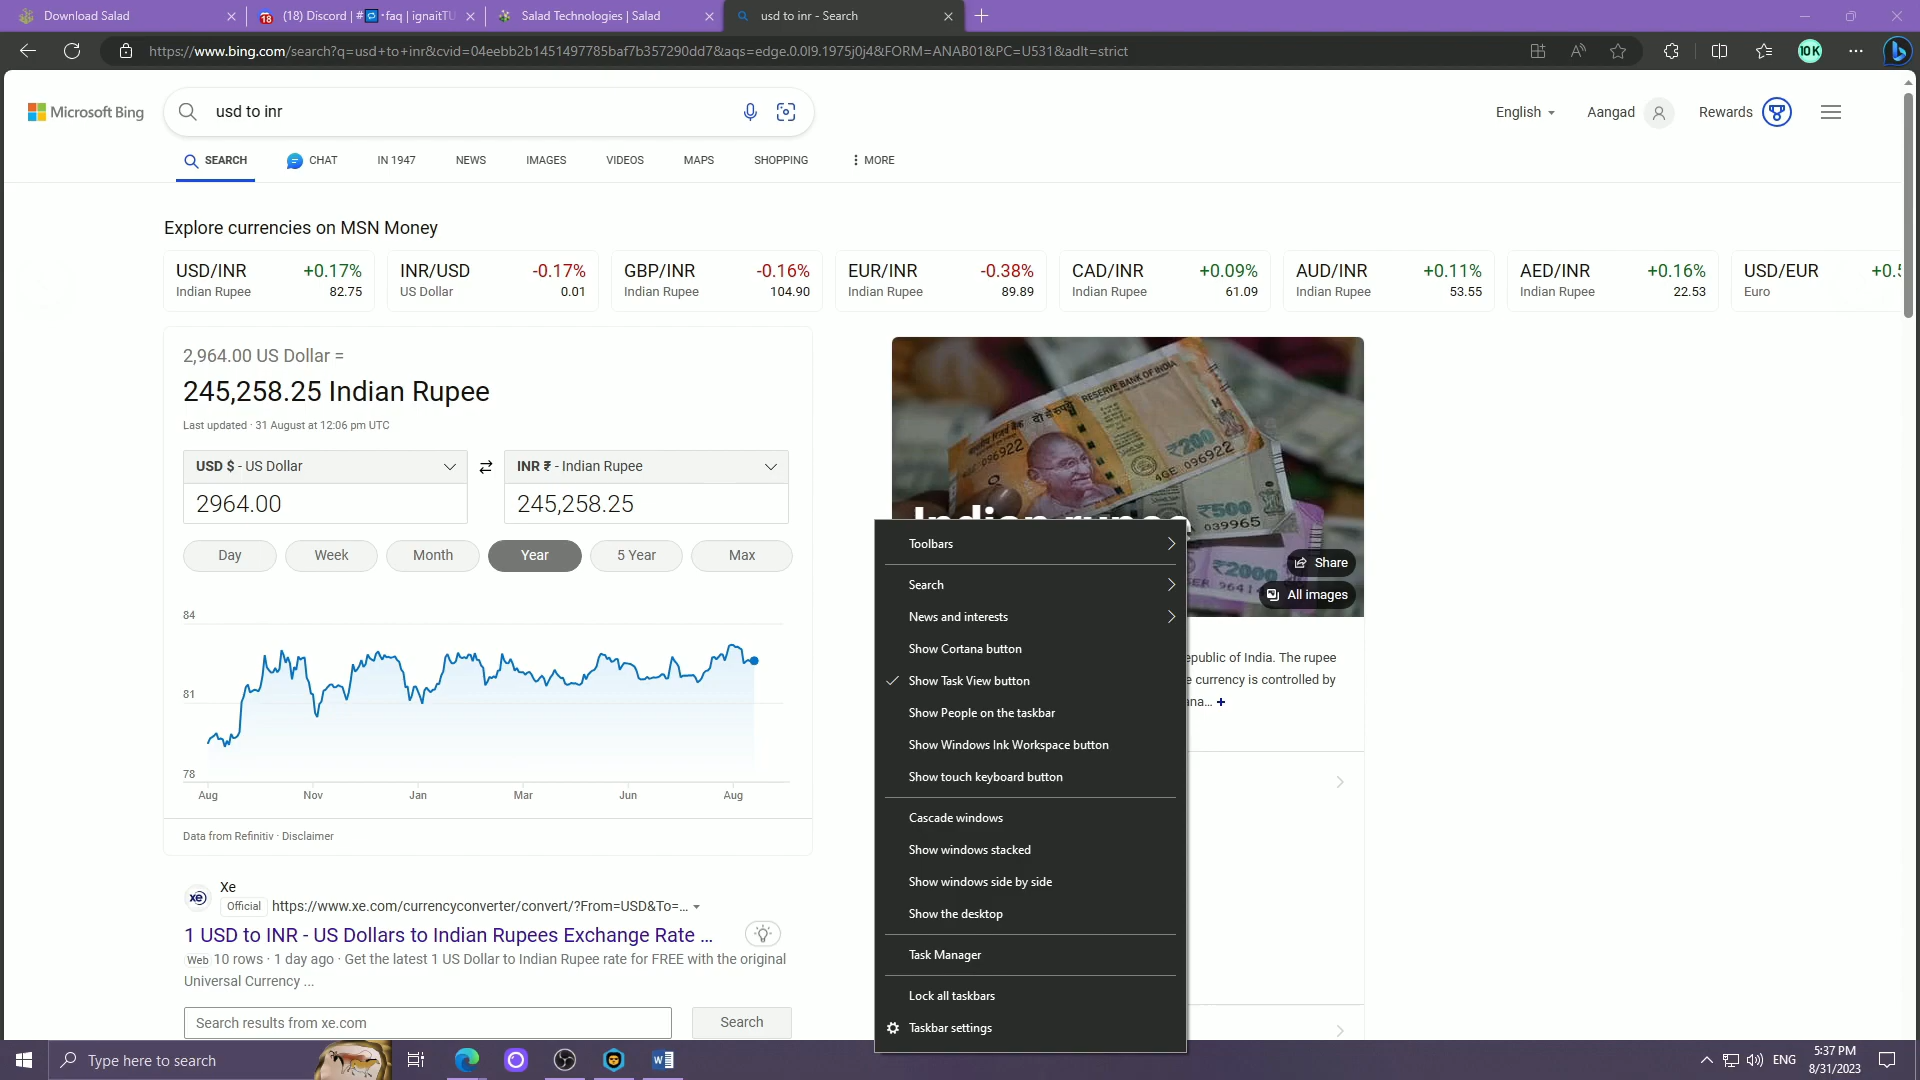 Download Salad
(18) Discord | #
-faq | ignaitTU
Salad Technologies | Salad
usd to inr - Search
https://www.bing.com/search?q=usd+to+inr&cvid=04eebb2b1451497785baf7b357290dd7&aqs=edge.0.0l9.1975j0j4&FORM=ANAB01&PC=U531&adlt=strict
10K
Microsoft Bing
usd to inr
English
Aangad
Rewards
SEARCH
CHAT
IN 1947
NEWS
IMAGES
VIDEOS
MAPS
SHOPPING
MORE
Explore currencies on MSN Money
USD/INR +0.17%
Indian Rupee 82.75
INR/USD -0.17%
US Dollar 0.01
GBP/INR -0.16%
Indian Rupee 104.90
EUR/INR -0.38%
Indian Rupee 89.89
CAD/INR +0.09%
Indian Rupee 61.09
AUD/INR +0.11%
Indian Rupee 53.55
AED/INR +0.16%
Indian Rupee 22.53
USD/EUR
Euro
2,964.00 US Dollar =
245,258.25 Indian Rupee
Last updated · 31 August at 12:06 pm UTC
USD $ - US Dollar
INR ₹ - Indian Rupee
2964.00
245,258.25
Day
Week
Month
Year
5 Year
Max
84
81
78
Aug
Nov
Jan
Mar
Jun
Aug
Data from Refinitiv · Disclaimer
Xe
Official
https://www.xe.com/currencyconverter/convert/?From=USD&To=...
1 USD to INR - US Dollars to Indian Rupees Exchange Rate ...
Web 10 rows · 1 day ago · Get the latest 1 US Dollar to Indian Rupee rate for FREE with the original
Universal Currency ...
Search results from xe.com
Search
RESERVE BANK OF INDIA
096922
₹200
096922
₹500
039965
₹2000
Indian rupee
Share
All images
epublic of India. The rupee
e currency is controlled by
ana... +
Toolbars
Search
News and interests
Show Cortana button
Show Task View button
Show People on the taskbar
Show Windows Ink Workspace button
Show touch keyboard button
Cascade windows
Show windows stacked
Show windows side by side
Show the desktop
Task Manager
Lock all taskbars
Taskbar settings
Type here to search
ENG
5:37 PM
8/31/2023